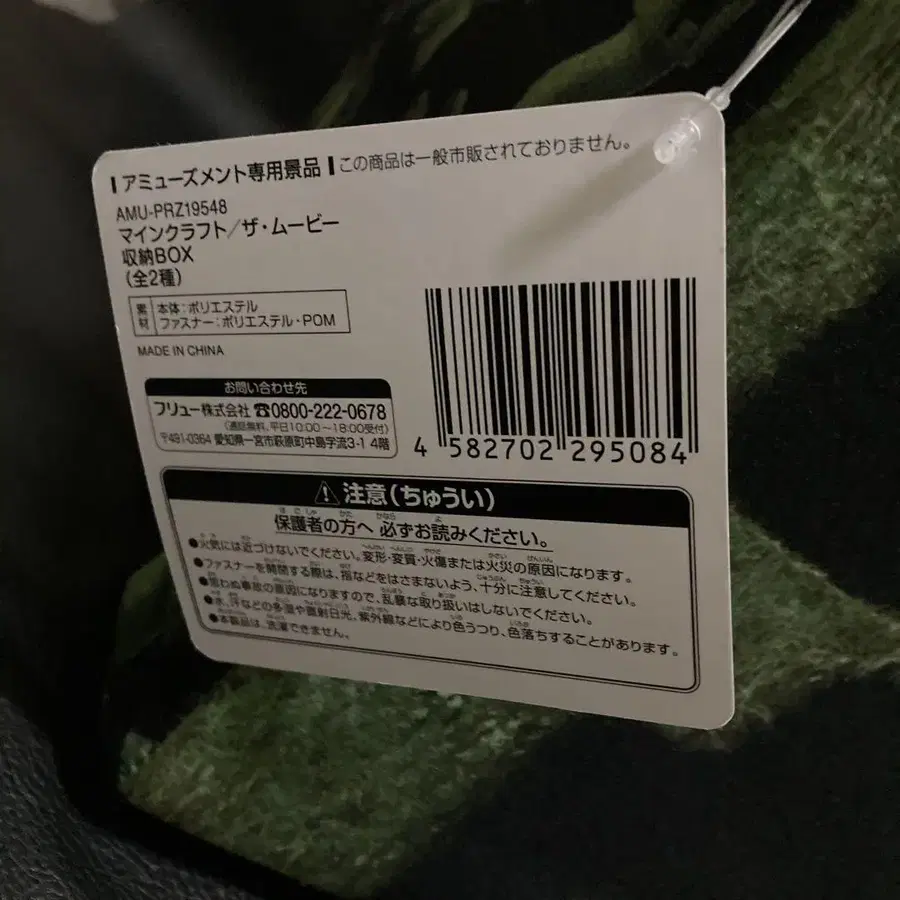 アミューズメント専用景品 この商品は一般市販されておりません。
AMU-PRZ19548
マインクラフト/ザ・ムービー
収納BOX
(全2種)
素材 本体:ポリエステル
ファスナー:ポリエステル・POM
MADE IN CHINA
お問い合わせ先
フリュー株式会社 ☎0800-222-0678
(通話無料、平日10:00~18:00受付)
〒491-0364 愛知県一宮市萩原町中島字流3-1 4階
4 582702 295084
⚠注意(ちゅうい)
保護者の方へ 必ずお読みください。
●火気には近づけないでください。変形・変質・火傷または火災の原因になります。
●ファスナーを開閉する際は、指などをはさまないよう、十分に注意してください。
●思わぬ事故の原因になりますので、乱暴な取り扱いはしないでください。
●水、汗などの多湿や直射日光、紫外線などにより色うつり、色落ちすることがあります。
●本製品は、洗濯できません。